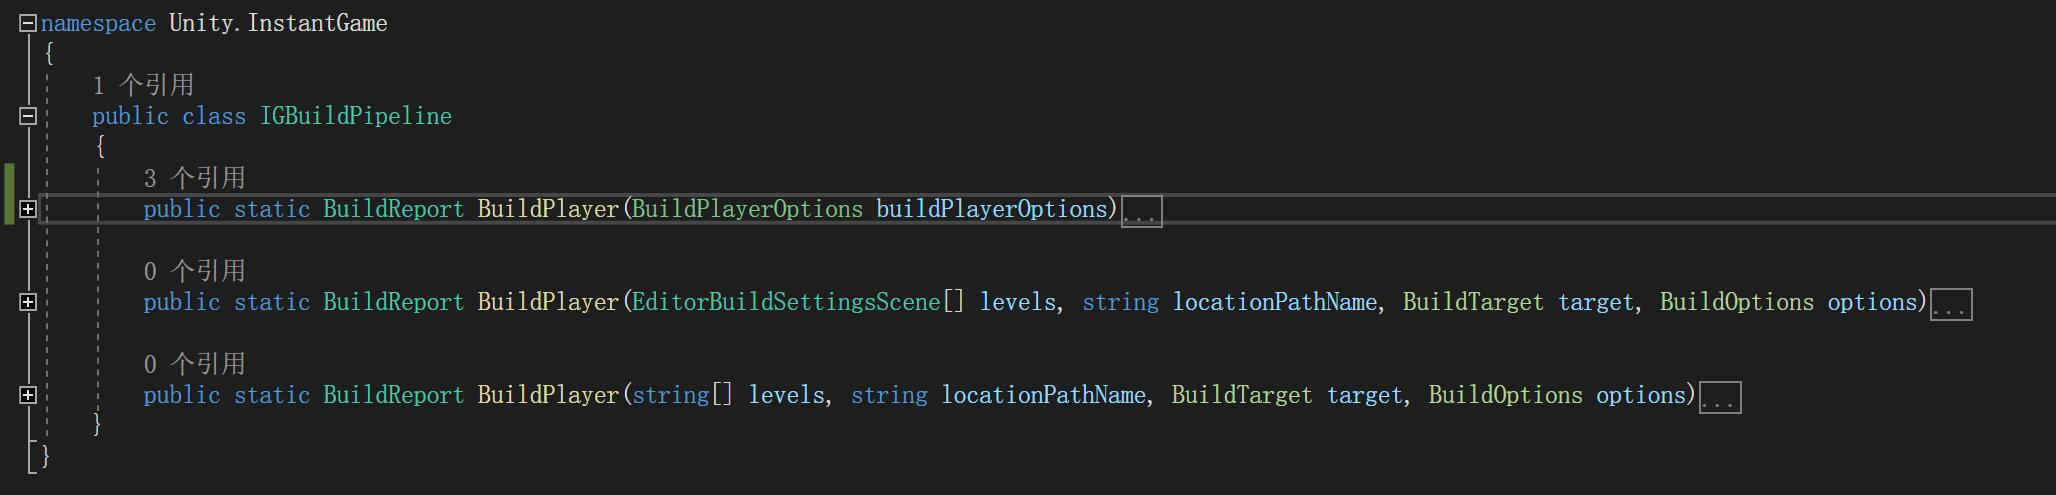 namespace Unity.InstantGame
{
1 个引用
public class IGBuildPipeline
{
3 个引用
public static BuildReport BuildPlayer(BuildPlayerOptions buildPlayerOptions)...
0 个引用
public static BuildReport BuildPlayer(EditorBuildSettingsScene[] levels, string locationPathName, BuildTarget target, BuildOptions options)...
0 个引用
public static BuildReport BuildPlayer(string[] levels, string locationPathName, BuildTarget target, BuildOptions options)...
}
}